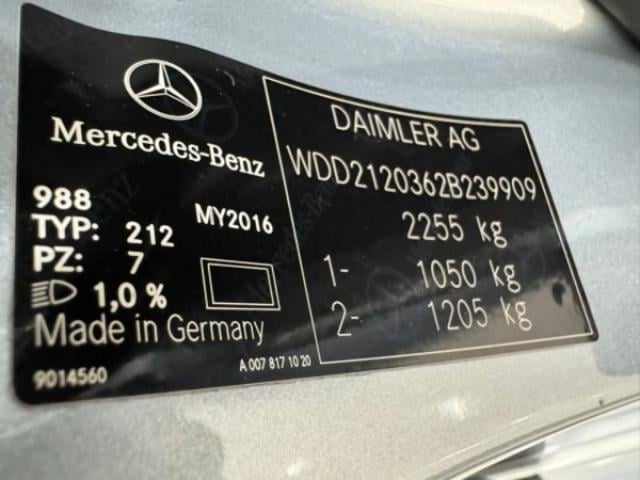 Mercedes-Benz
988
TYP: 212 MY2016
PZ: 7
1,0 %
Made in Germany
9014560
A 007 817 10 20
DAIMLER AG
WDD2120362B239909
2255 kg
1- 1050 kg
2- 1205 kg